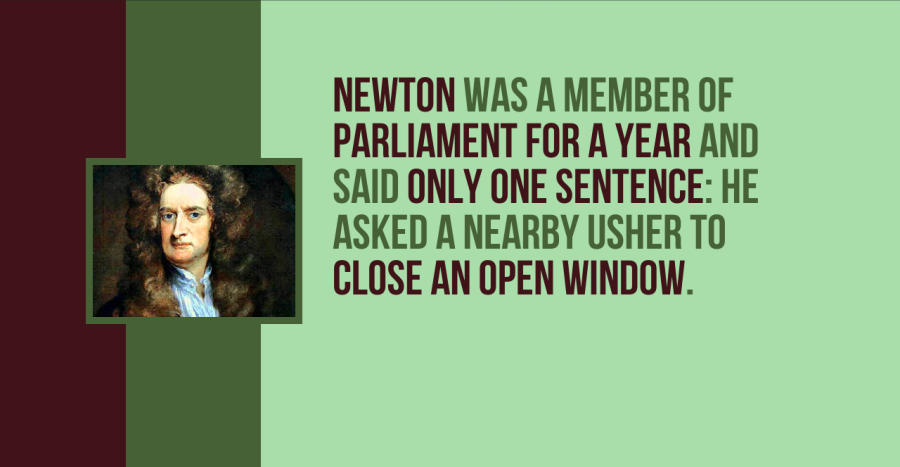 NEWTON WAS A MEMBER OF
PARLIAMENT FOR A YEAR AND
SAID ONLY ONE SENTENCE: HE
ASKED A NEARBY USHER TO
CLOSE AN OPEN WINDOW.